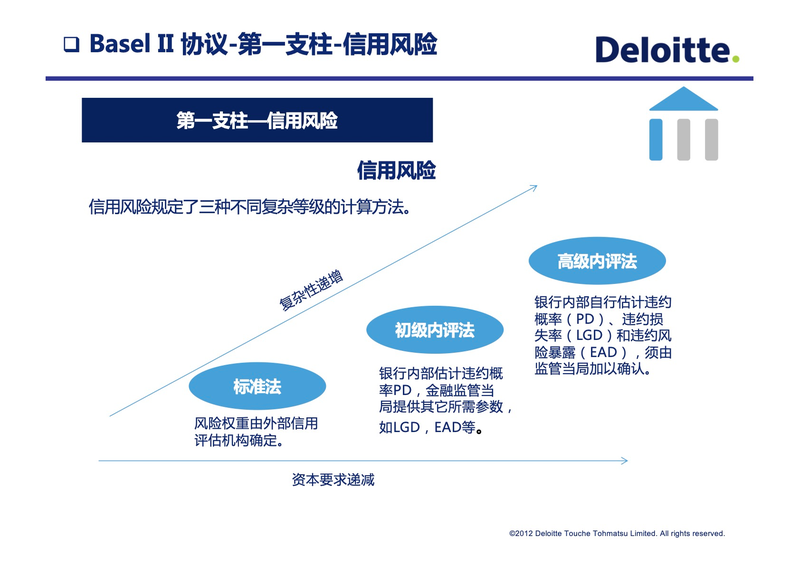 ❑ Basel II 协议-第一支柱-信用风险
Deloitte.
第一支柱—信用风险
信用风险
信用风险规定了三种不同复杂等级的计算方法。
复杂性递增
高级内评法
银行内部自行估计违约
概率（PD）、违约损
失率（LGD）和违约风
险暴露（EAD），须由
监管当局加以确认。
初级内评法
银行内部估计违约概
率PD，金融监管当
局提供其它所需参数，
如LGD，EAD等。
标准法
风险权重由外部信用
评估机构确定。
资本要求递减
©2012 Deloitte Touche Tohmatsu Limited. All rights reserved.